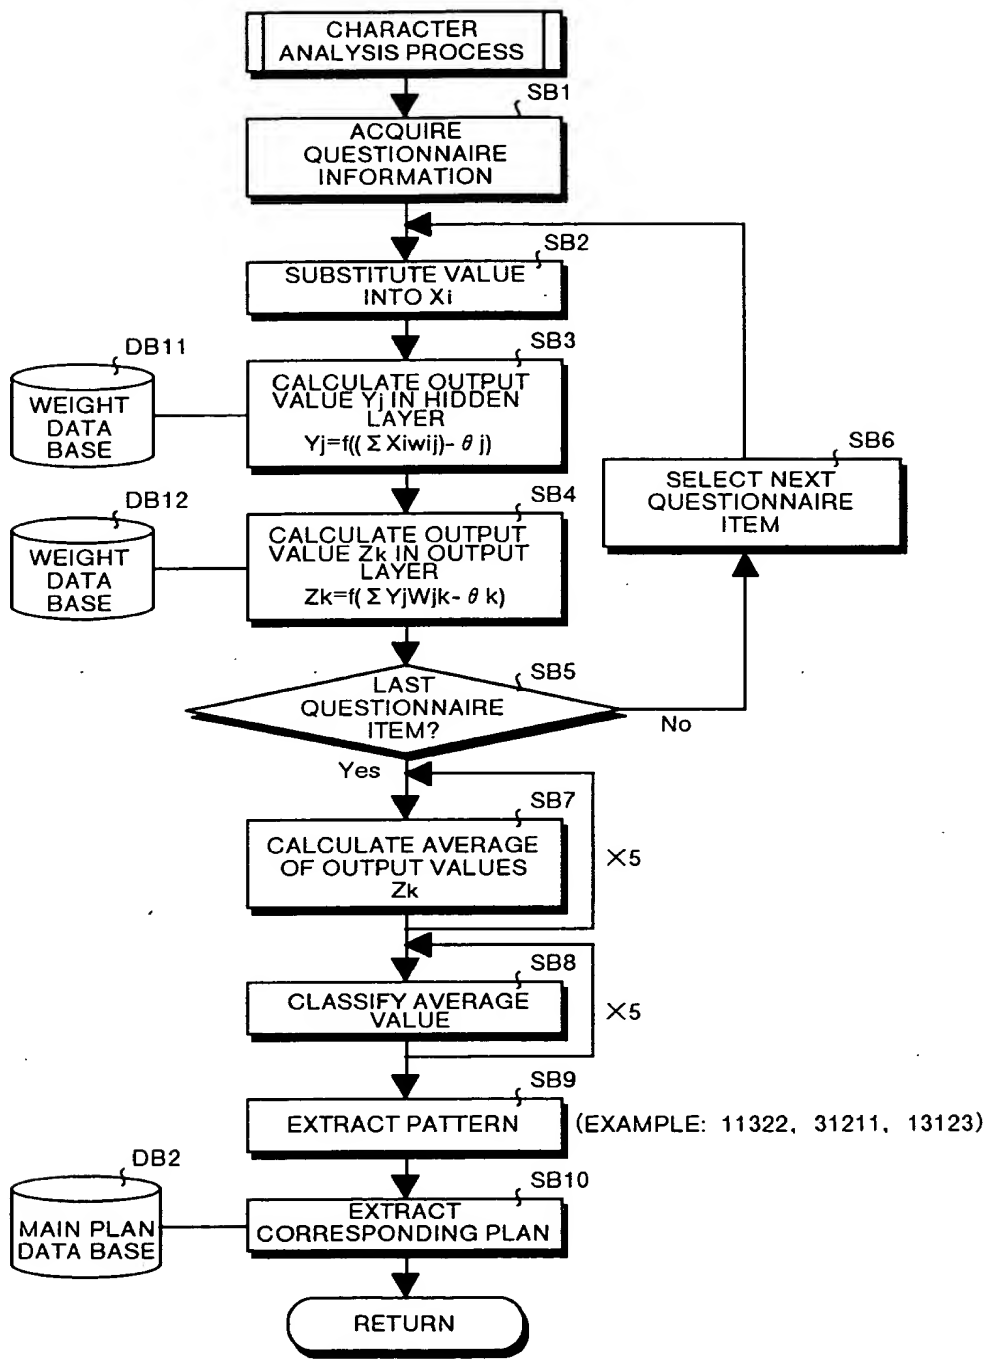 CHARACTER
ANALYSIS PROCESS
SB1
ACQUIRE
QUESTIONNAIRE
INFORMATION
SB2
SUBSTITUTE VALUE
INTO Xi
DB11
WEIGHT
DATA
BASE
SB3
CALCULATE OUTPUT
VALUE Yj IN HIDDEN
LAYER
Yj=f(( Σ Xiwij)- θ j)
SB6
SELECT NEXT
QUESTIONNAIRE
ITEM
DB12
WEIGHT
DATA
BASE
SB4
CALCULATE OUTPUT
VALUE Zk IN OUTPUT
LAYER
Zk=f( Σ YjWjk- θ k)
SB5
LAST
QUESTIONNAIRE
ITEM?
No
Yes
SB7
CALCULATE AVERAGE
OF OUTPUT VALUES
Zk
×5
SB8
CLASSIFY AVERAGE
VALUE
×5
SB9
EXTRACT PATTERN
(EXAMPLE: 11322, 31211, 13123)
DB2
MAIN PLAN
DATA BASE
SB10
EXTRACT
CORRESPONDING PLAN
RETURN